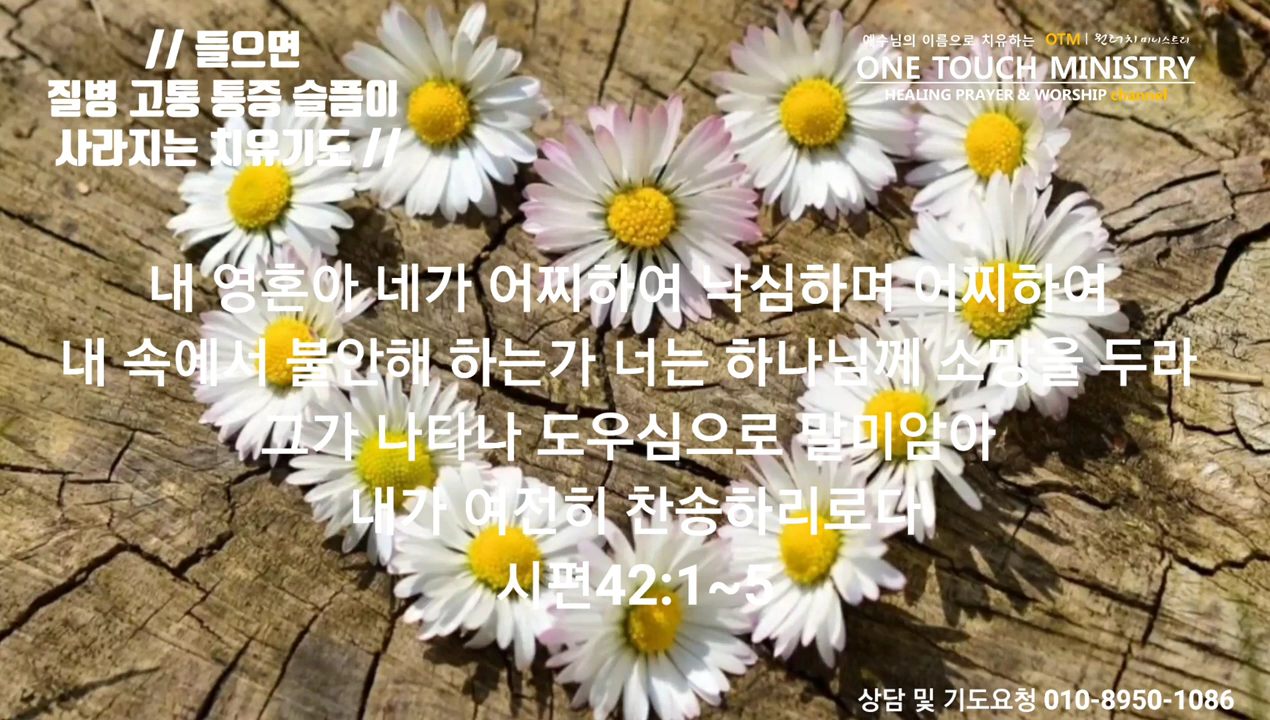 // 들으면
질병 고통 통증 슬픔이
사라지는 치유기도 //
예수님의 이름으로 치유하는 OTM | 원터치 미니스트리
ONE TOUCH MINISTRY
HEALING PRAYER & WORSHIP channel
내 영혼아 네가 어찌하여 낙심하며 어찌하여
내 속에서 불안해 하는가 너는 하나님께 소망을 두라
그가 나타나 도우심으로 말미암아
내가 여전히 찬송하리로다
시편42:1~5
상담 및 기도요청 010-8950-1086